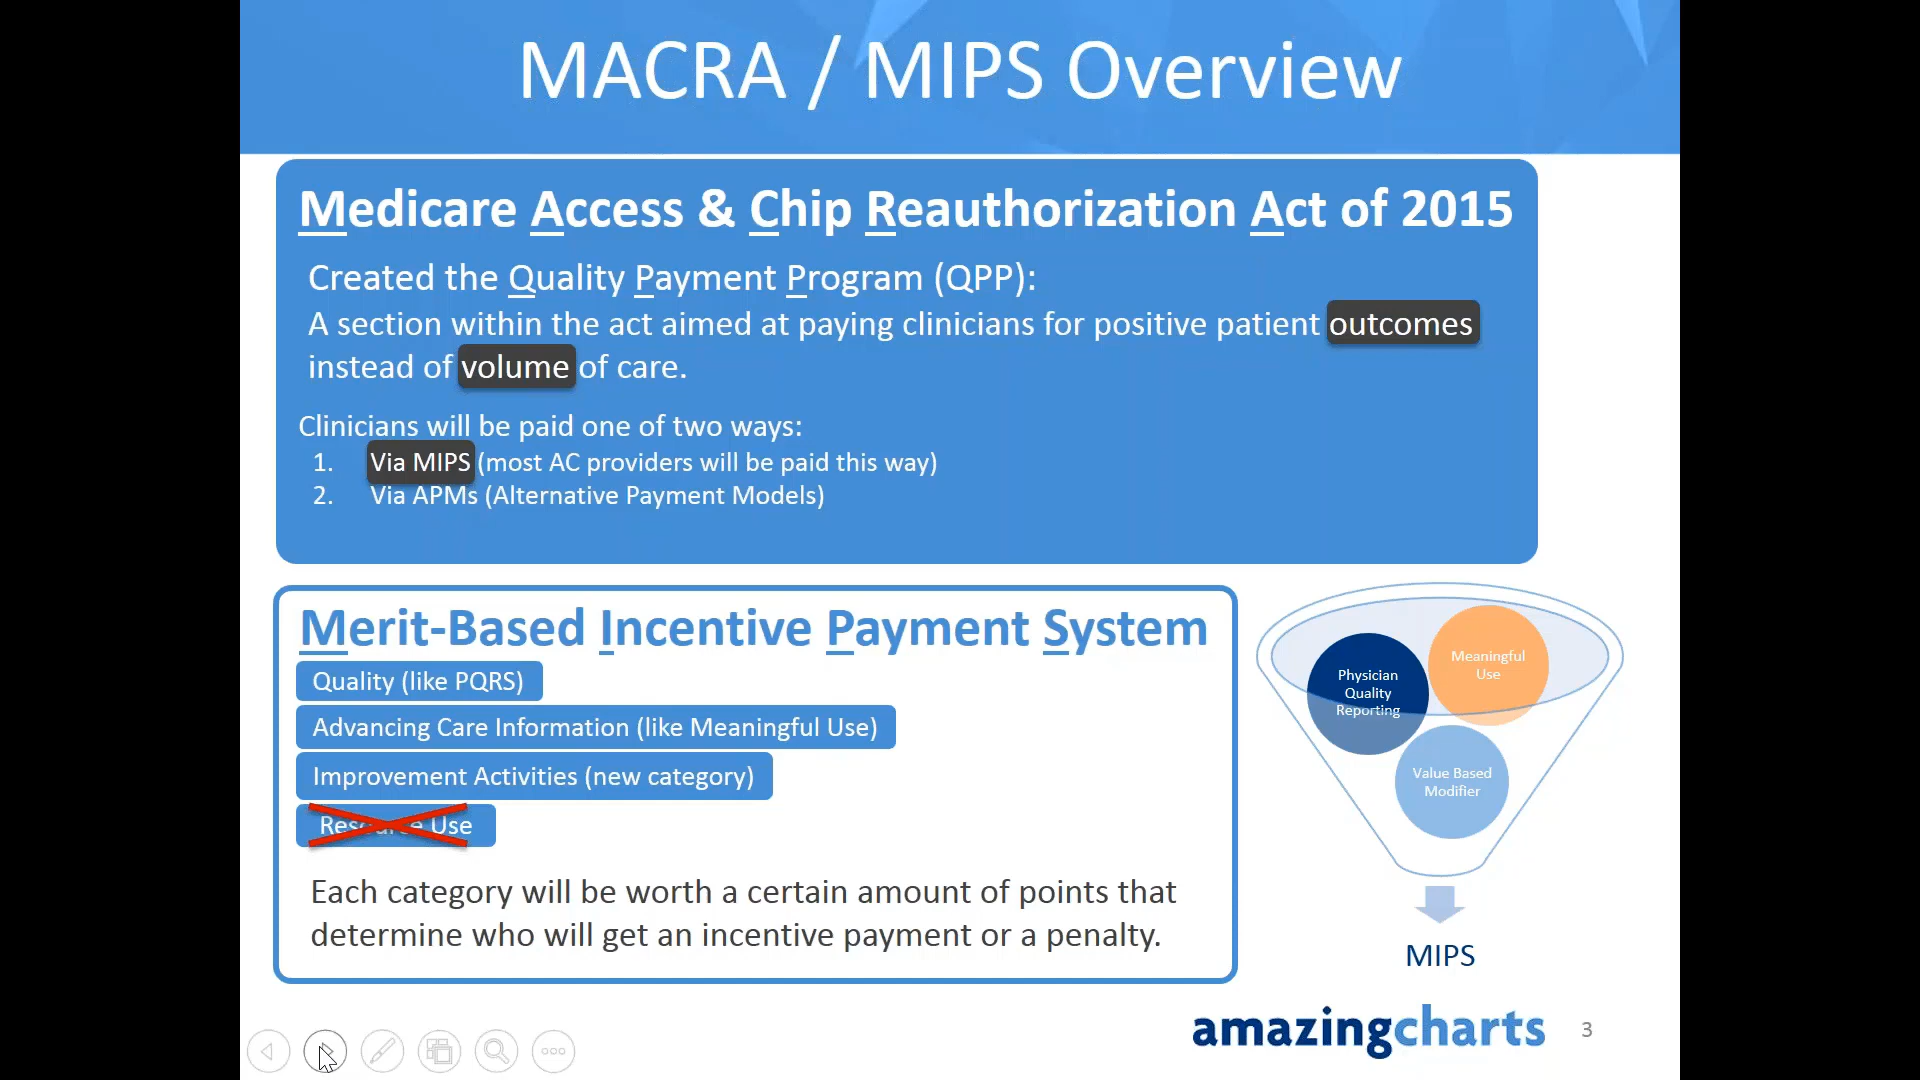 MACRA / MIPS Overview
Medicare Access & Chip Reauthorization Act of 2015
Created the Quality Payment Program (QPP):
A section within the act aimed at paying clinicians for positive patient outcomes
instead of volume of care.
Clinicians will be paid one of two ways:
1. Via MIPS (most AC providers will be paid this way)
2. Via APMs (Alternative Payment Models)
Merit-Based Incentive Payment System
Quality (like PQRS)
Advancing Care Information (like Meaningful Use)
Improvement Activities (new category)
Resource Use
Each category will be worth a certain amount of points that
determine who will get an incentive payment or a penalty.
Meaningful
Use
Physician
Quality
Reporting
Value Based
Modifier
MIPS
amazingcharts
3